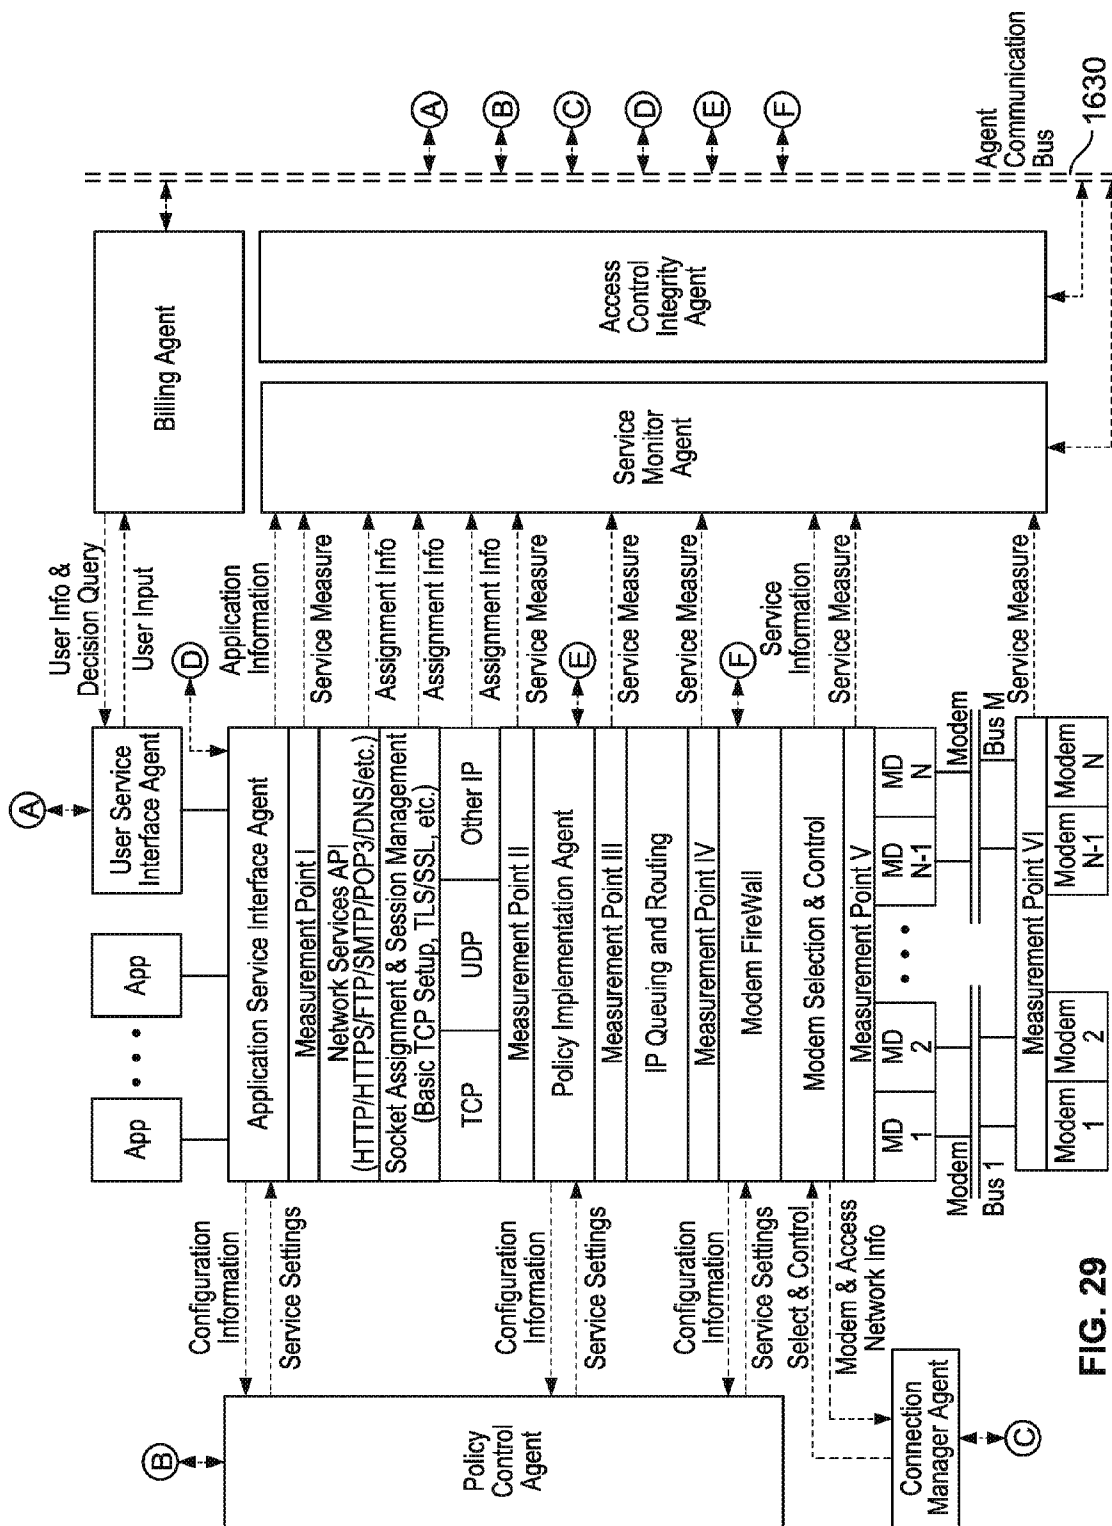 User Service
Interface Agent
A
App
App
User Info &
Decision Query
User Input
D
Billing Agent
Application Service Interface Agent
Measurement Point I
Network Services API
(HTTP/HTTPS/FTP/SMTP/POP3/DNS/etc.)
Socket Assignment & Session Management
(Basic TCP Setup, TLS/SSL, etc.)
TCP
UDP
Other IP
Measurement Point II
Policy Implementation Agent
Measurement Point III
IP Queuing and Routing
Measurement Point IV
Modem FireWall
Modem Selection & Control
Measurement Point V
MD
1
MD
2
MD
N-1
MD
N
Modem
Bus 1
Modem
Bus M
Measurement Point VI
Modem
1
Modem
2
Modem
N-1
Modem
N
Configuration
Information
Service Settings
Configuration
Information
Service Settings
Configuration
Information
Service Settings
Select & Control
Modem & Access
Network Info
B
Policy
Control
Agent
Connection
Manager Agent
C
Application
Information
Service Measure
Assignment Info
Assignment Info
Assignment Info
Service Measure
E
Service Measure
Service Measure
F
Service
Information
Service Measure
Service Measure
Service
Monitor
Agent
Access
Control
Integrity
Agent
A
B
C
D
E
F
Agent
Communication
Bus
1630
FIG. 29